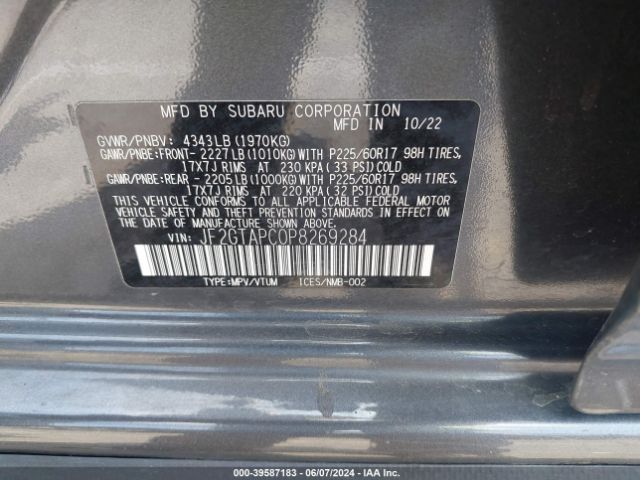 MFD BY SUBARU CORPORATION
MFD IN 10/22
GVWR/PNBV: 4343LB (1970KG)
GAWR/PNBE:FRONT- 2227LB(1010KG)WITH P225/60R17 98H TIRES,
17X7J RIMS AT 230 KPA(33 PSI)COLD
GAWR/PNBE:REAR - 2205LB(1000KG)WITH P225/60R17 98H TIRES,
17X7J RIMS AT 220 KPA(32 PSI)COLD
THIS VEHICLE CONFORMS TO ALL APPLICABLE FEDERAL MOTOR
VEHICLE SAFETY AND THEFT PREVENTION STANDARDS IN EFFECT
ON THE DATE OF MANUFACTURE SHOWN ABOVE.
VIN: JF2GTAPC0P8269284
TYPE:MPV/VTUM ICES/NMB-002
000-39587183 - 06/07/2024 - IAA Inc.